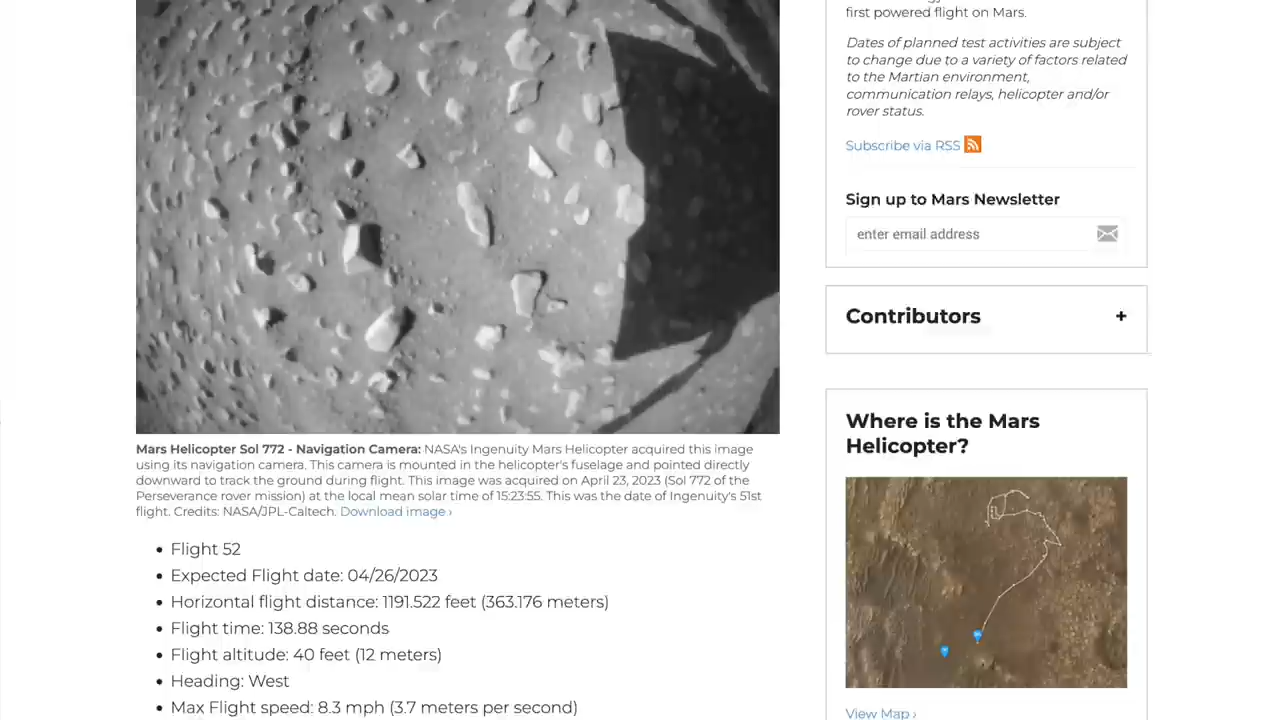 Mars Helicopter Sol 772 - Navigation Camera: NASA's Ingenuity Mars Helicopter acquired this image
using its navigation camera. This camera is mounted in the helicopter's fuselage and pointed directly
downward to track the ground during flight. This image was acquired on April 23, 2023 (Sol 772 of the
Perseverance rover mission) at the local mean solar time of 15:23:55. This was the date of Ingenuity's 51st
flight. Credits: NASA/JPL-Caltech. Download image ›
• Flight 52
• Expected Flight date: 04/26/2023
• Horizontal flight distance: 1191.522 feet (363.176 meters)
• Flight time: 138.88 seconds
• Flight altitude: 40 feet (12 meters)
• Heading: West
• Max Flight speed: 8.3 mph (3.7 meters per second)
first powered flight on Mars.
Dates of planned test activities are subject
to change due to a variety of factors related
to the Martian environment,
communication relays, helicopter and/or
rover status.
Subscribe via RSS
Sign up to Mars Newsletter
enter email address
Contributors +
Where is the Mars
Helicopter?
View Map ›